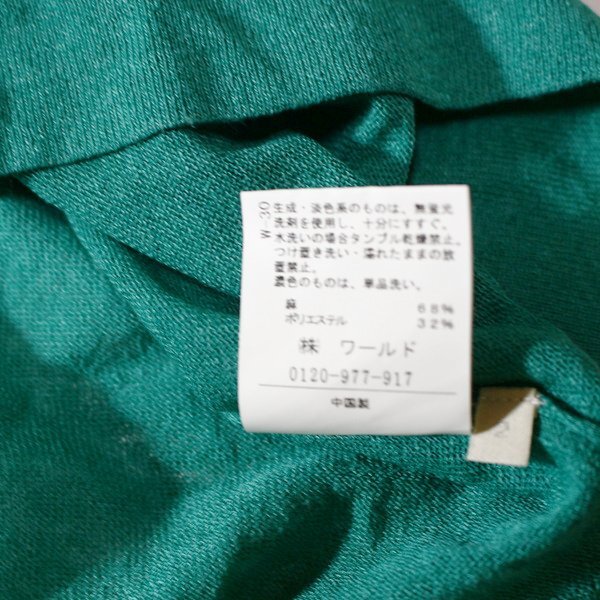 W-30
生成・淡色系のものは、無蛍光
洗剤を使用し、十分にすすぐ。
水洗いの場合タンブル乾燥禁止。
つけ置き洗い・濡れたままの放
置禁止。
濃色のものは、単品洗い。
麻 68%
ポリエステル 32%
㈱ ワールド
0120-977-917
中国製
2